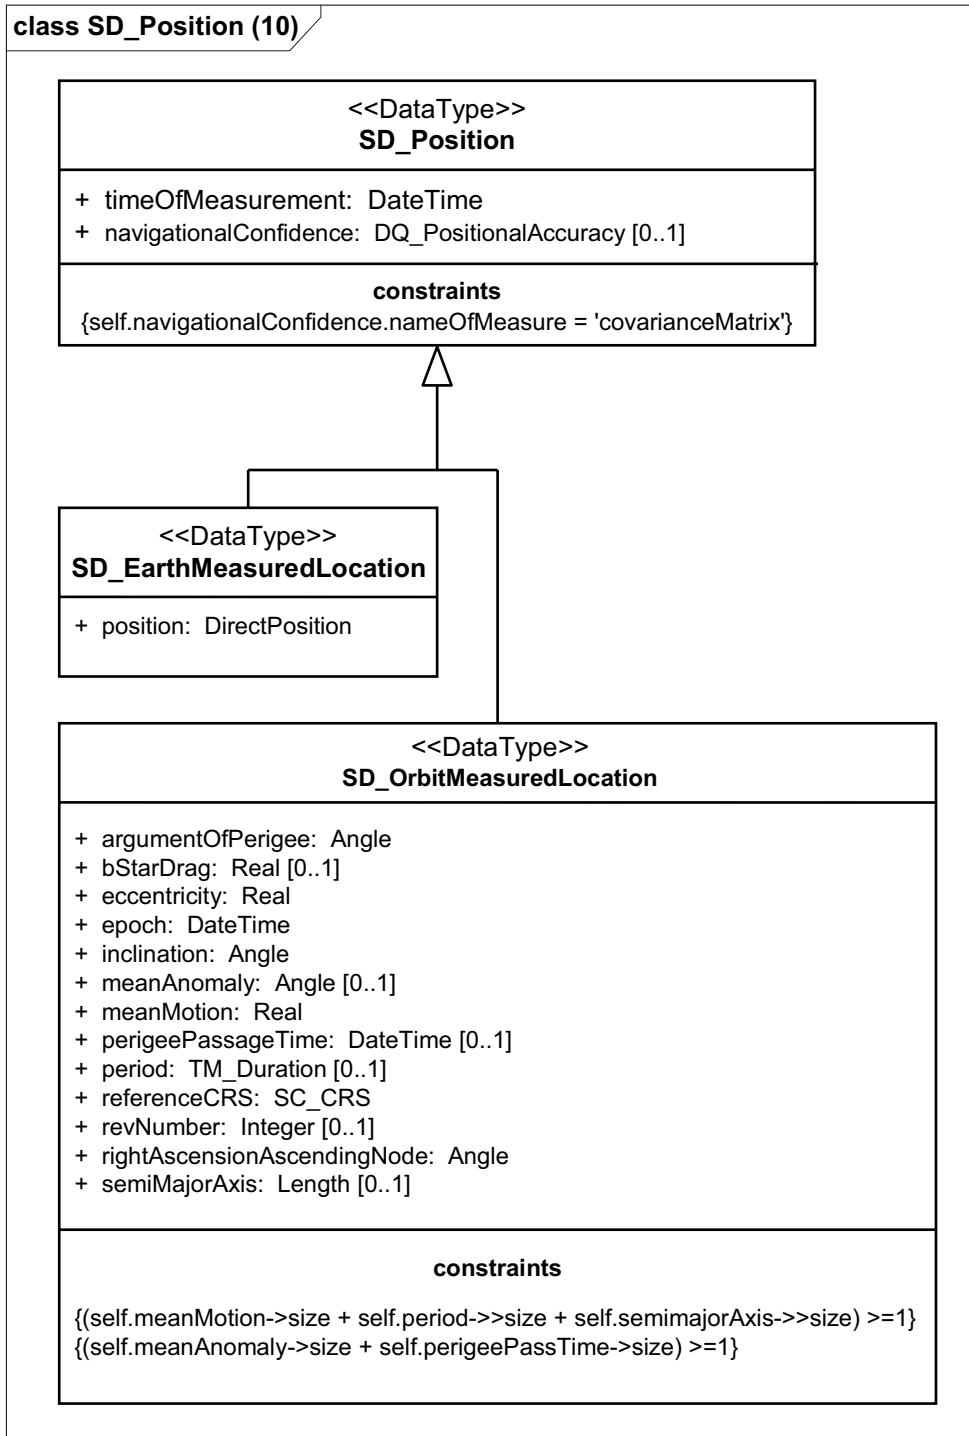 class SD_Position (10)
<<DataType>>
SD_Position
+ timeOfMeasurement: DateTime
+ navigationalConfidence: DQ_PositionalAccuracy [0..1]
constraints
{self.navigationalConfidence.nameOfMeasure = 'covarianceMatrix'}
<<DataType>>
SD_EarthMeasuredLocation
+ position: DirectPosition
<<DataType>>
SD_OrbitMeasuredLocation
+ argumentOfPerigee: Angle
+ bStarDrag: Real [0..1]
+ eccentricity: Real
+ epoch: DateTime
+ inclination: Angle
+ meanAnomaly: Angle [0..1]
+ meanMotion: Real
+ perigeePassageTime: DateTime [0..1]
+ period: TM_Duration [0..1]
+ referenceCRS: SC_CRS
+ revNumber: Integer [0..1]
+ rightAscensionAscendingNode: Angle
+ semiMajorAxis: Length [0..1]
constraints
{(self.meanMotion->size + self.period->>size + self.semimajorAxis->>size) >=1}
{(self.meanAnomaly->size + self.perigeePassTime->size) >=1}